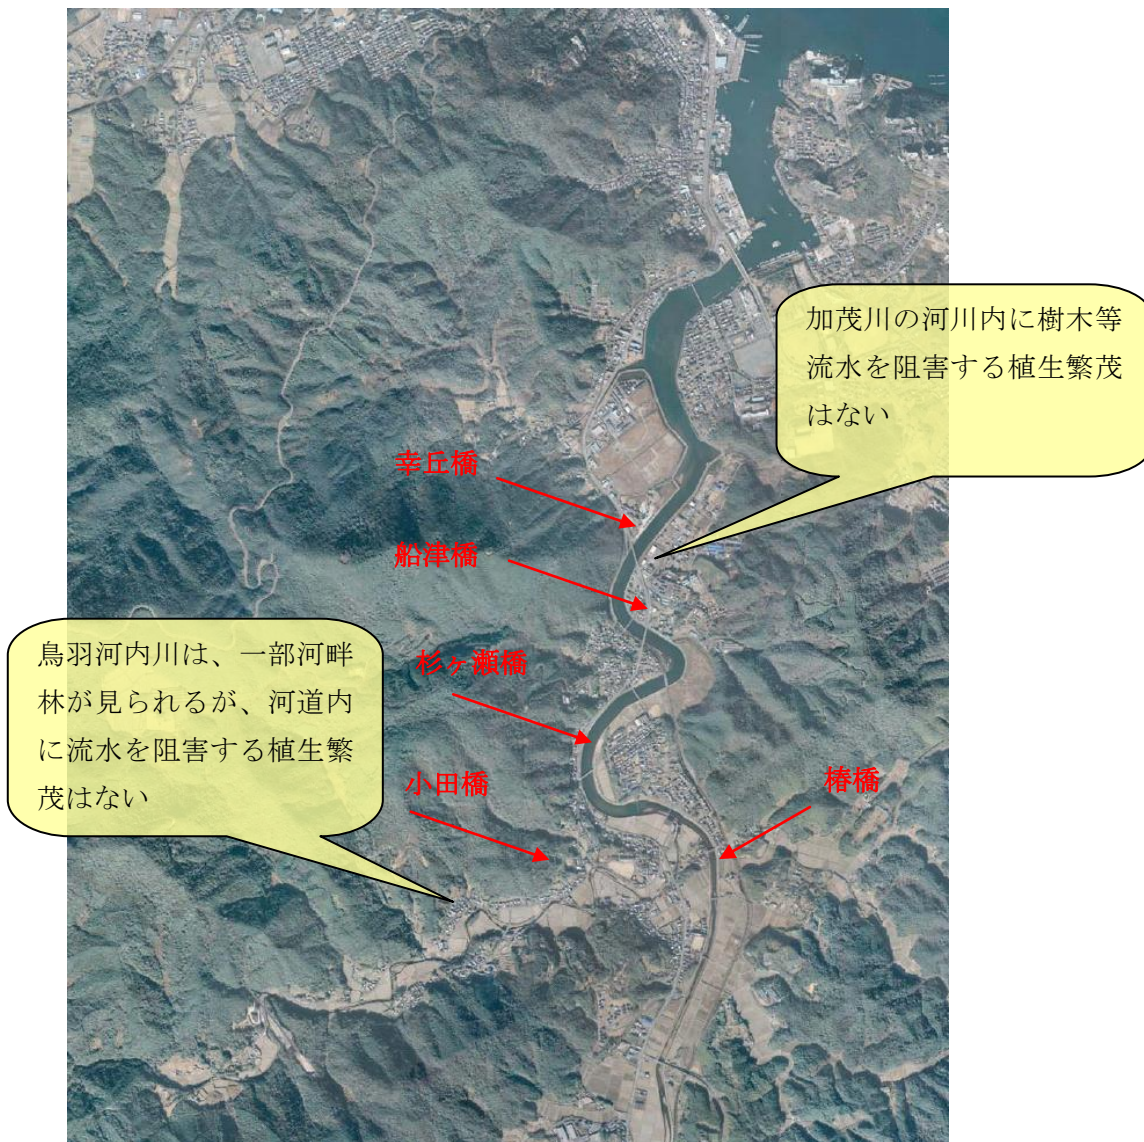 加茂川の河川内に樹木等
流水を阻害する植生繁茂
はない
幸丘橋
船津橋
鳥羽河内川は、一部河畔
林が見られるが、河道内
に流水を阻害する植生繁
茂はない
杉ヶ瀬橋
小田橋
椿橋